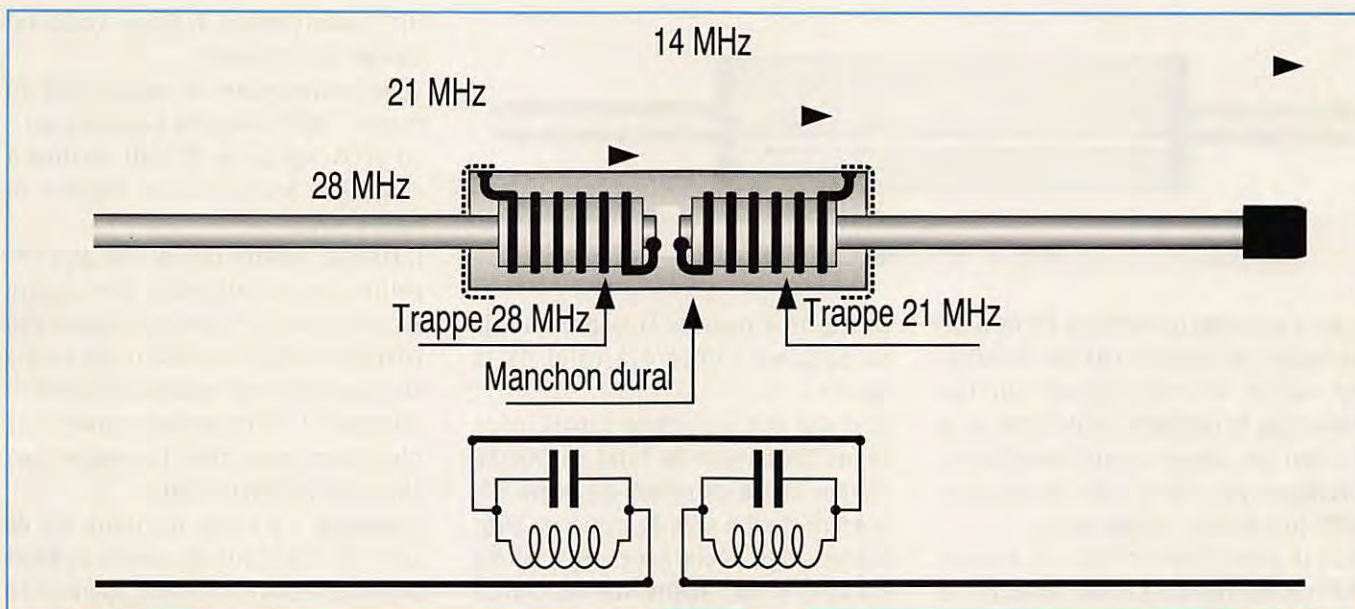 14 MHz
21 MHz
28 MHz
Trappe 28 MHz
Trappe 21 MHz
Manchon dural